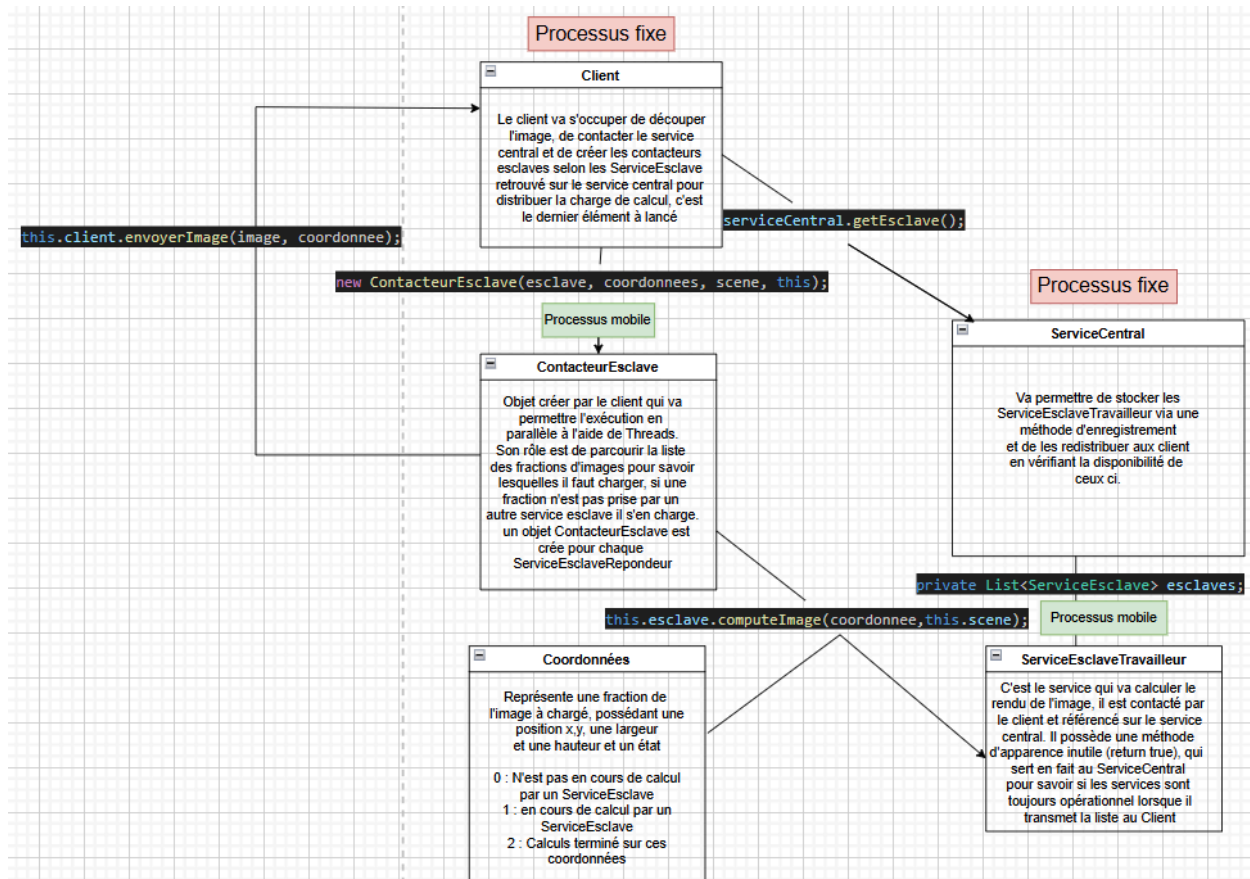 Processus fixe
Client
Le client va s'occuper de découper
l'image, de contacter le service
central et de créer les contacteurs
esclaves selon les ServiceEsclave
retrouvé sur le service central pour
distribuer la charge de calcul, c'est
le dernier élément à lancé
serviceCentral.getEsclave();
this.client.envoyerImage(image, coordonnee);
new ContacteurEsclave(esclave, coordonnees, scene, this);
Processus fixe
Processus mobile
ServiceCentral
Va permettre de stocker les
ServiceEsclaveTravailleur via une
méthode d'enregistrement
et de les redistribuer aux client
en vérifiant la disponibilité de
ceux ci.
ContacteurEsclave
Objet créer par le client qui va
permettre l'exécution en
parallèle à l'aide de Threads.
Son rôle est de parcourir la liste
des fractions d'images pour savoir
lesquelles il faut charger, si une
fraction n'est pas prise par un
autre service esclave il s'en charge.
un objet ContacteurEsclave est
crée pour chaque
ServiceEsclaveRepondeur
private List<ServiceEsclave> esclaves;
this.esclave.computeImage(coordonnee,this.scene);
Processus mobile
Coordonnées
Représente une fraction de
l'image à chargé, possédant une
position x,y, une largeur
et une hauteur et un état
0 : N'est pas en cours de calcul
par un ServiceEsclave
1 : en cours de calcul par un
ServiceEsclave
2 : Calculs terminé sur ces
coordonnées
ServiceEsclaveTravailleur
C'est le service qui va calculer le
rendu de l'image, il est contacté par
le client et référencé sur le service
central. Il possède une méthode
d'apparence inutile (return true), qui
sert en fait au ServiceCentral
pour savoir si les services sont
toujours opérationnel lorsque il
transmet la liste au Client